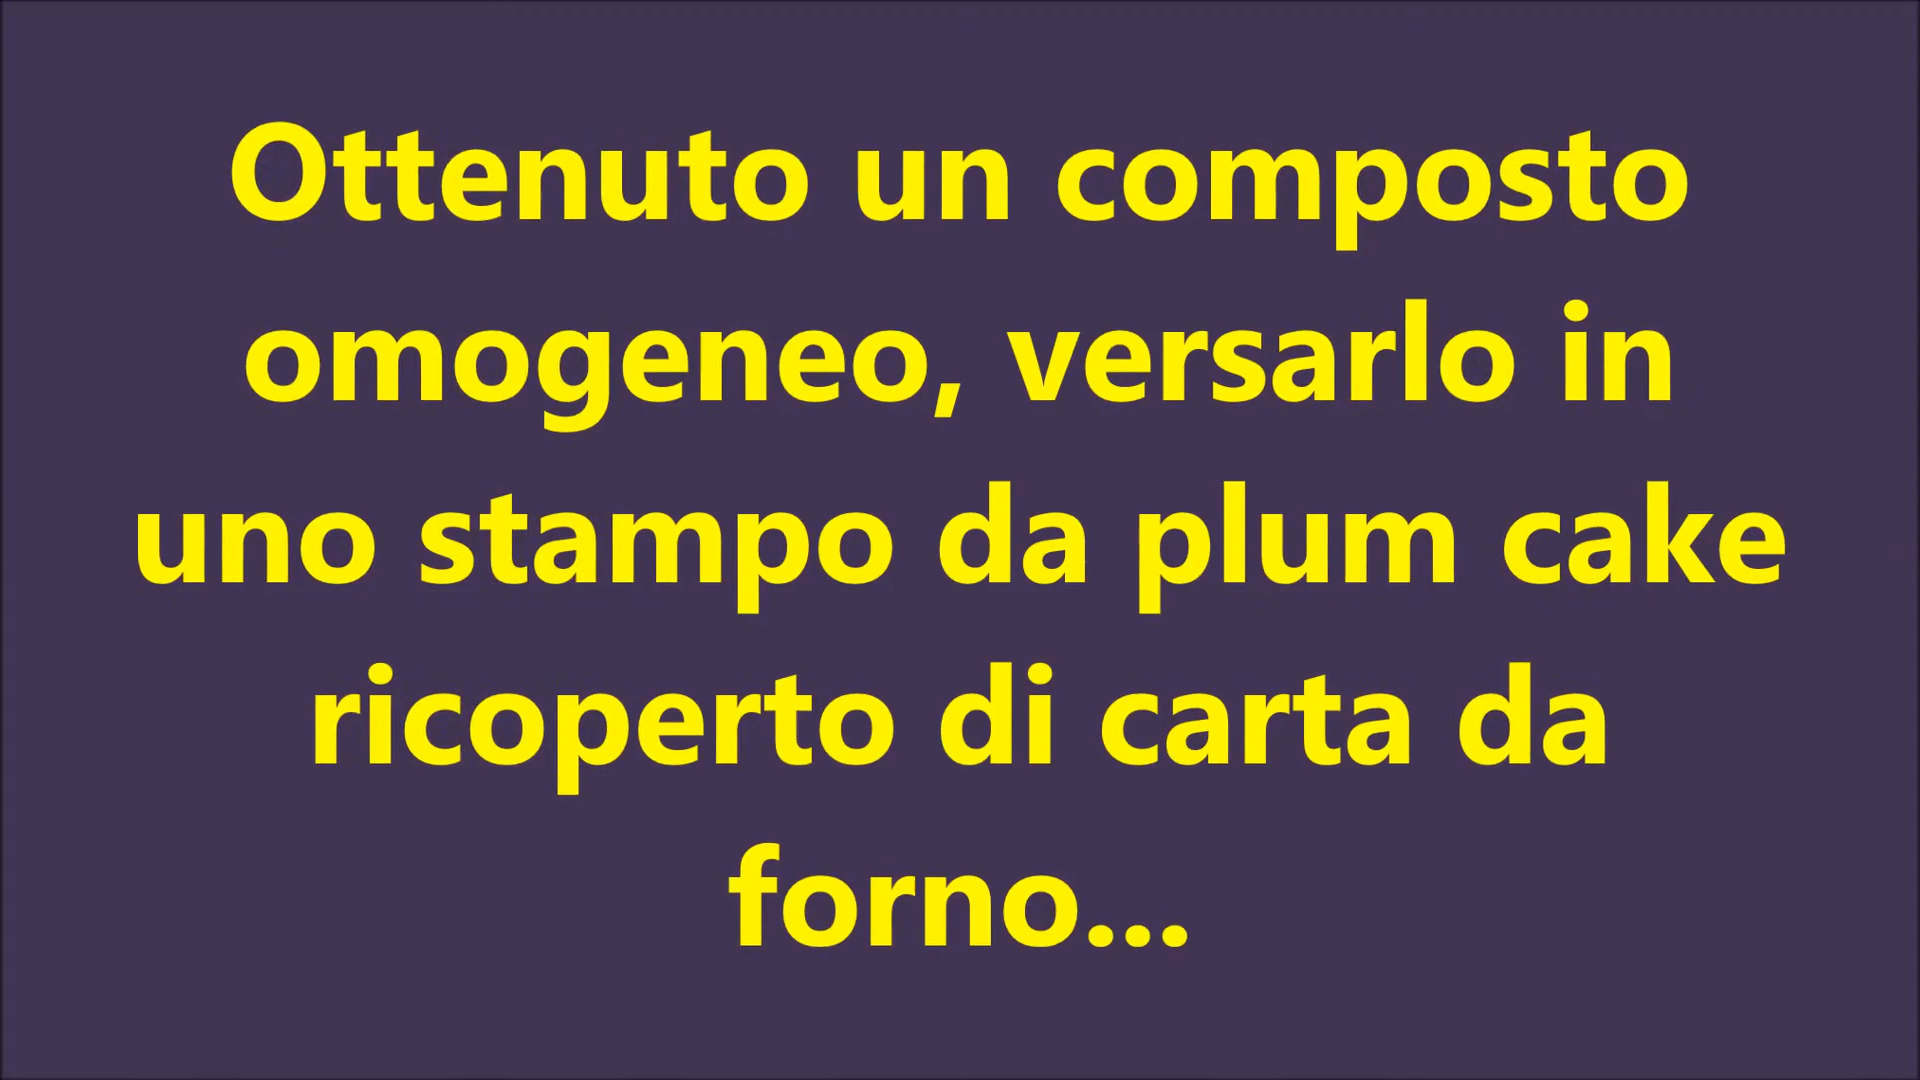 Ottenuto un composto
omogeneo, versarlo in
uno stampo da plum cake
ricoperto di carta da
forno...